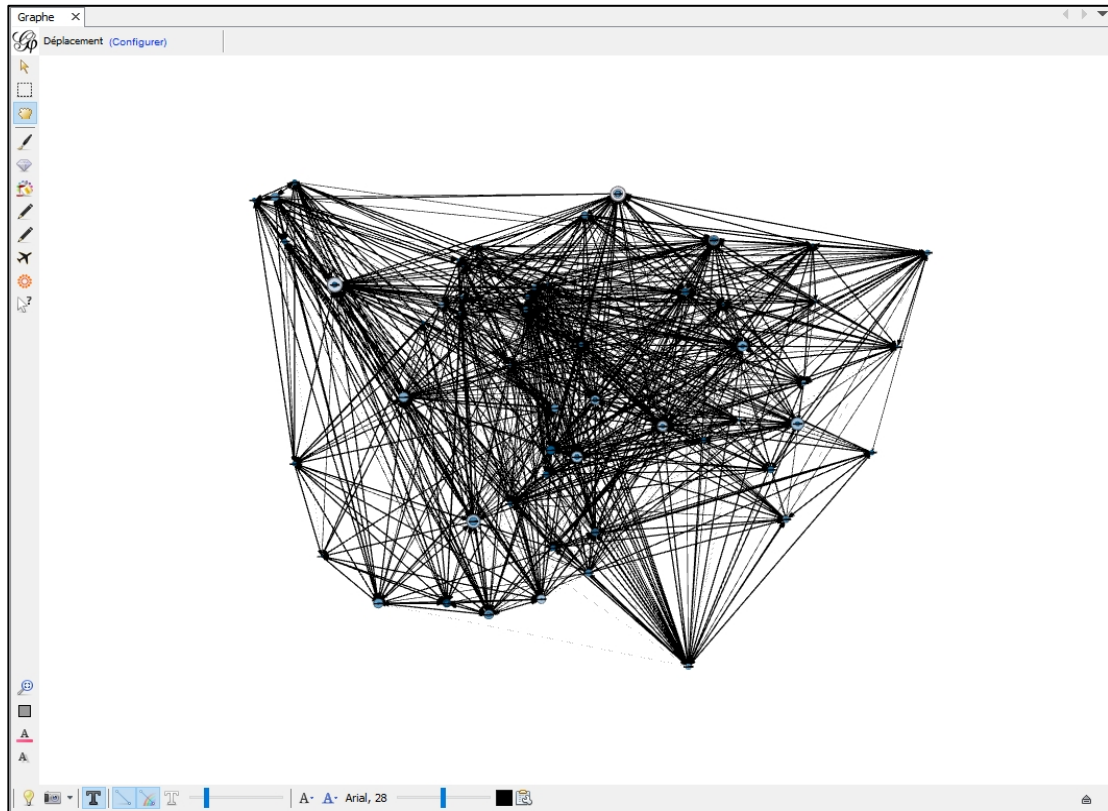 Graphe
Déplacement (Configurer)
A
A
T T A- A- Arial, 28